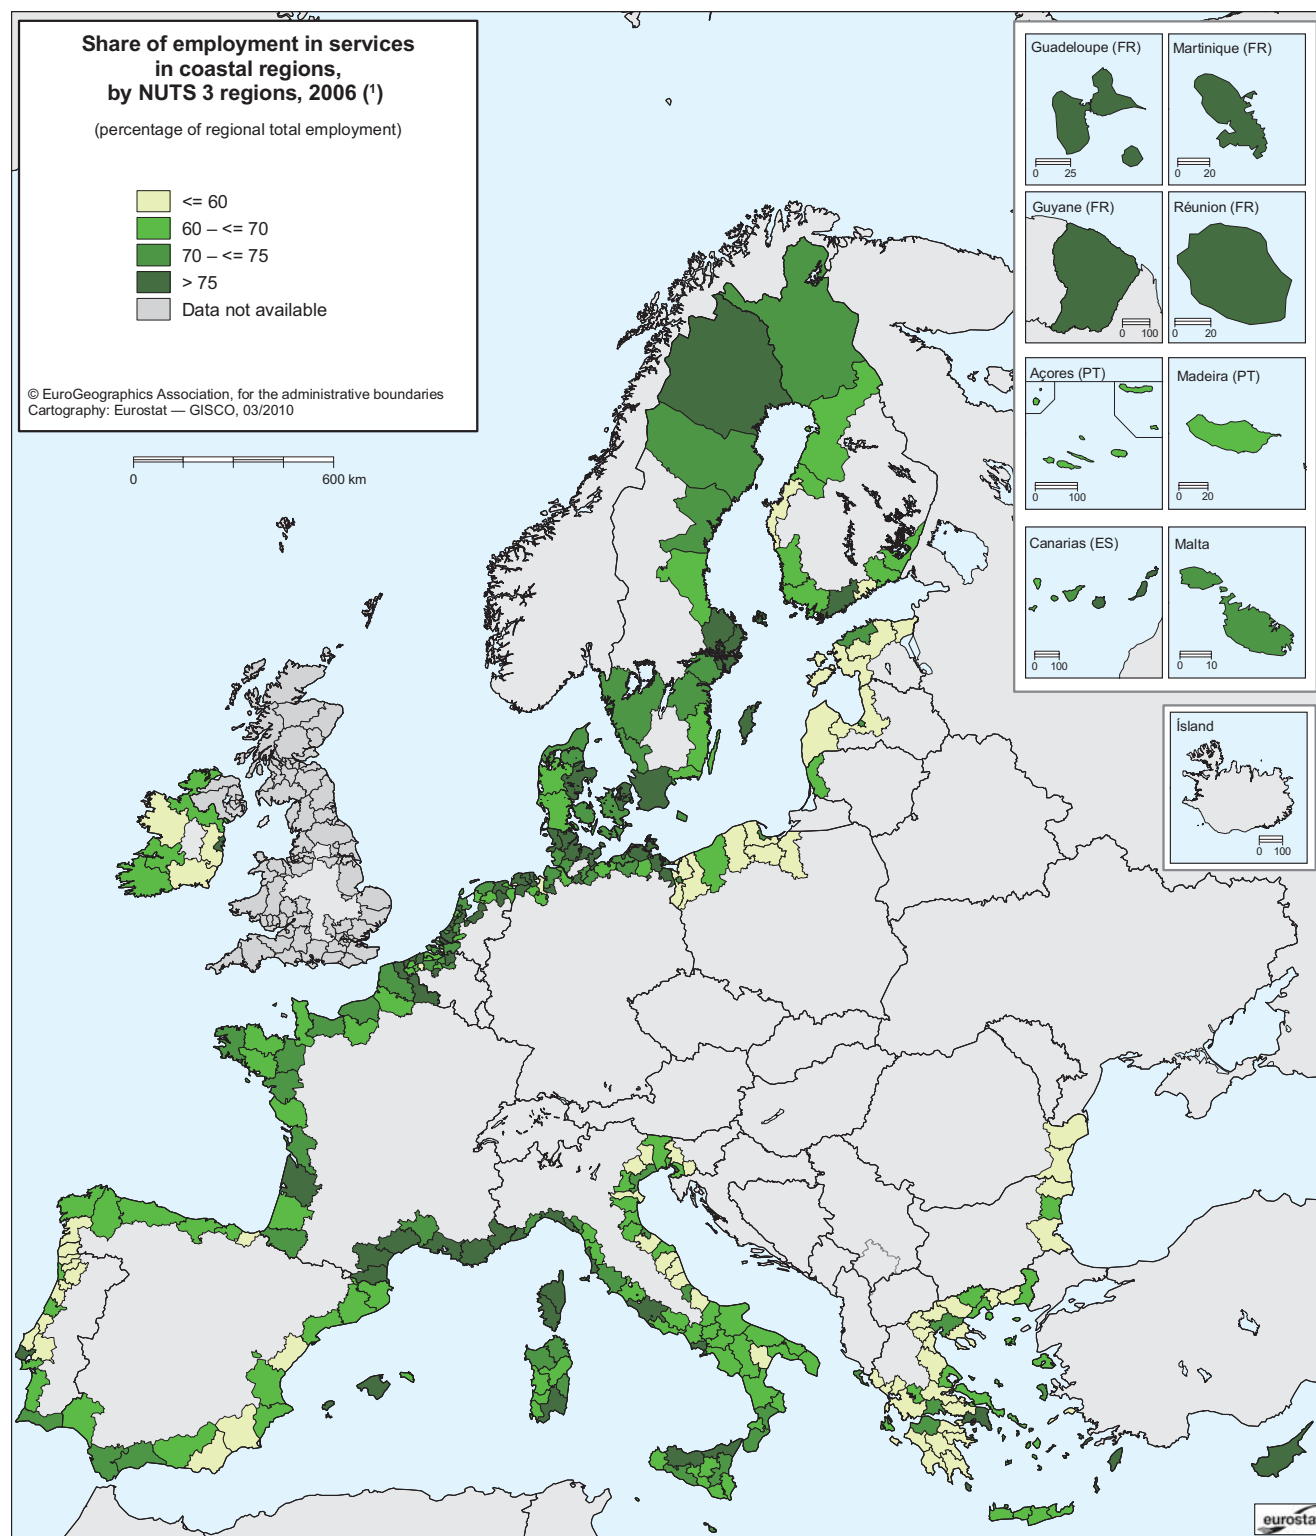 Share of employment in services
in coastal regions,
by NUTS 3 regions, 2006 (¹)
(percentage of regional total employment)
<= 60
60 – <= 70
70 – <= 75
> 75
Data not available
© EuroGeographics Association, for the administrative boundaries
Cartography: Eurostat — GISCO, 03/2010
0 600 km
Guadeloupe (FR)
0 25
Martinique (FR)
0 20
Guyane (FR)
0 100
Réunion (FR)
0 20
Açores (PT)
0 100
Madeira (PT)
0 20
Canarias (ES)
0 100
Malta
0 10
Ísland
0 100
eurosta